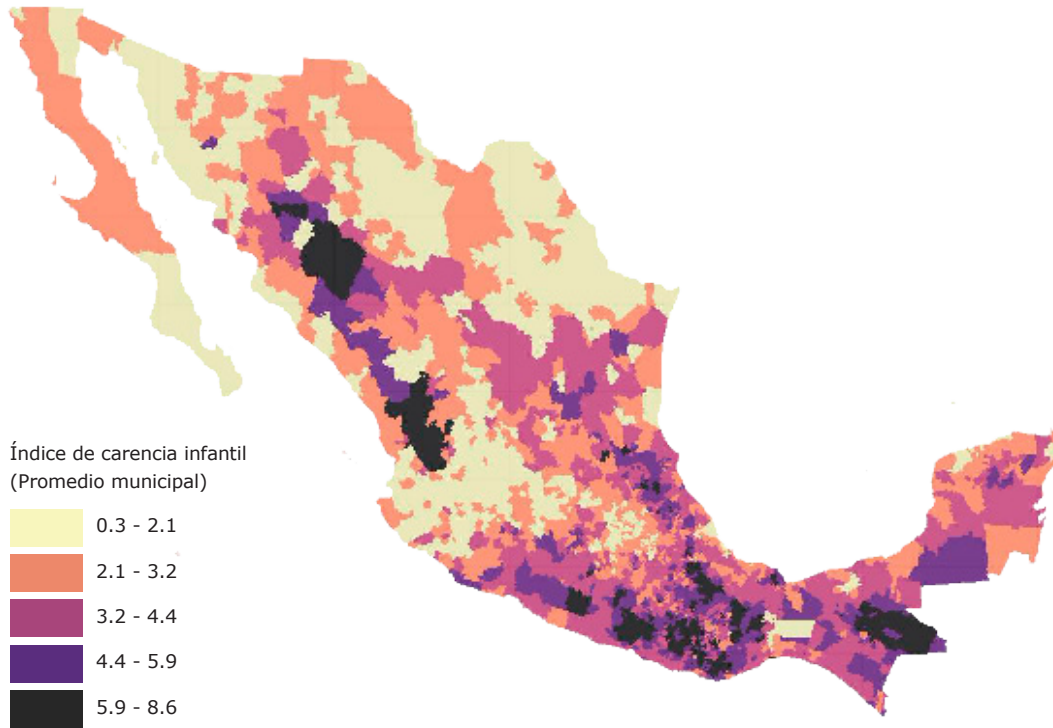 Índice de carencia infantil
(Promedio municipal)
0.3 - 2.1
2.1 - 3.2
3.2 - 4.4
4.4 - 5.9
5.9 - 8.6